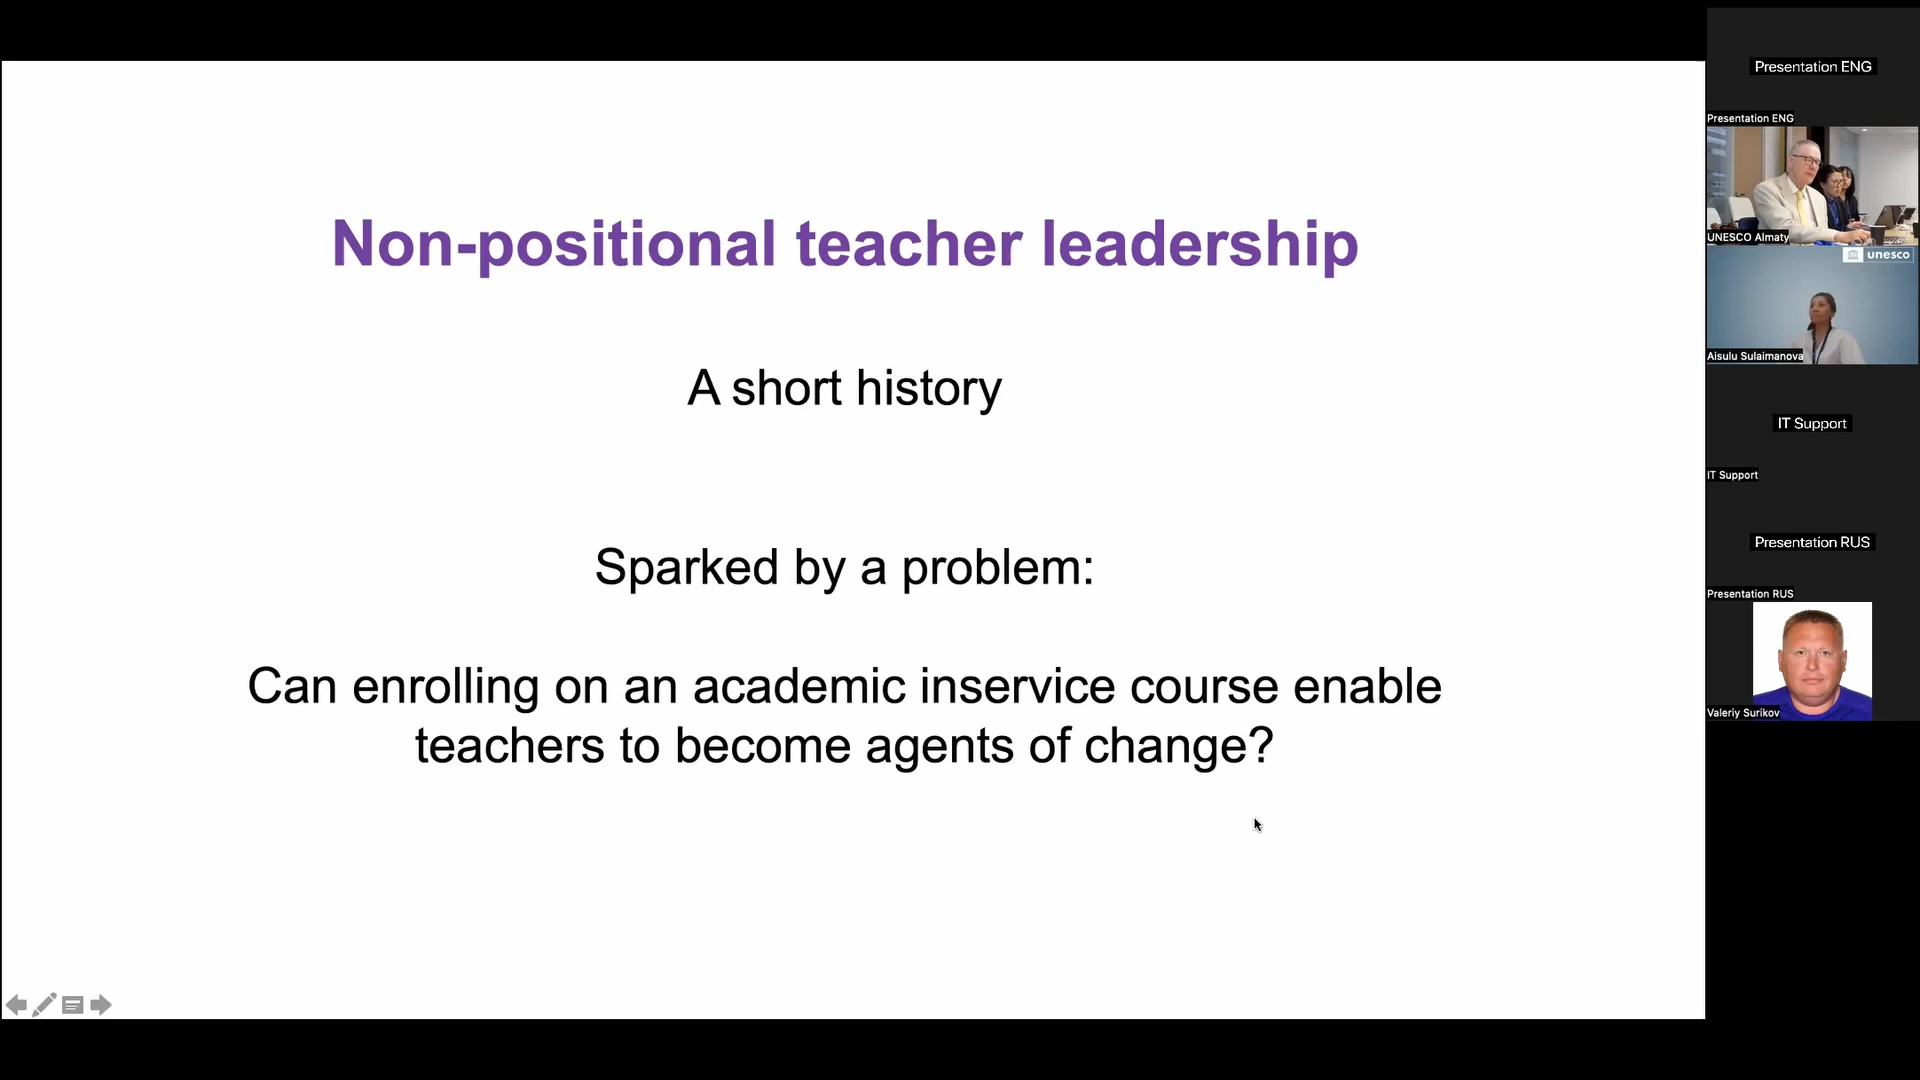 Non-positional teacher leadership
A short history
Sparked by a problem:
Can enrolling on an academic inservice course enable
teachers to become agents of change?
Presentation ENG
Presentation ENG
UNESCO Almaty
unesco
Aisulu Sulaimanova
IT Support
IT Support
Presentation RUS
Presentation RUS
Valeriy Surikov